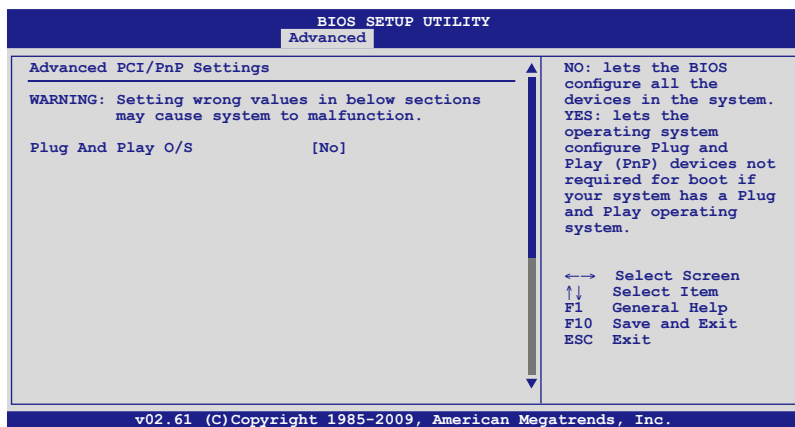 BIOS SETUP UTILITY
Advanced
Advanced PCI/PnP Settings
WARNING: Setting wrong values in below sections
may cause system to malfunction.
Plug And Play O/S [No]
NO: lets the BIOS
configure all the
devices in the system.
YES: lets the
operating system
configure Plug and
Play (PnP) devices not
required for boot if
your system has a Plug
and Play operating
system.
←→ Select Screen
↑↓ Select Item
F1 General Help
F10 Save and Exit
ESC Exit
v02.61 (C)Copyright 1985-2009, American Megatrends, Inc.